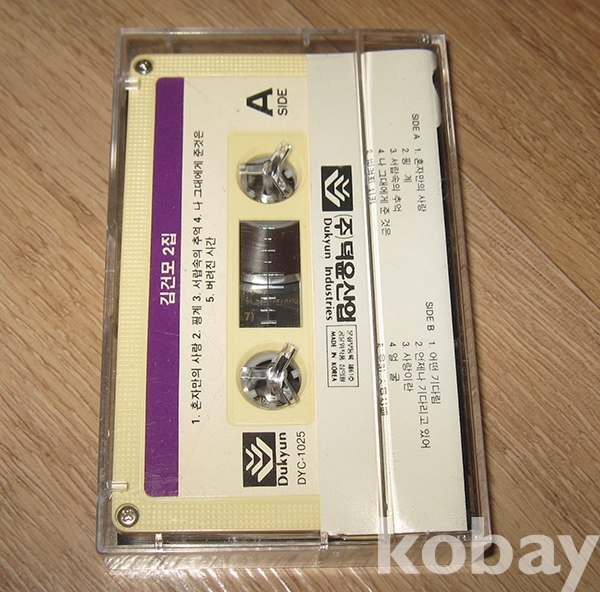 김건모 2집
1. 혼자만의 사랑 2. 핑계 3. 서랍속의 추억 4. 나 그대에게 준것은
5. 버려진 시간
A
SIDE
Dukyun
DYC-1025
(주)덕윤산업
Dukyun Industries
MADE IN KOREA
SIDE A
1. 혼자만의 사랑
2. 핑 계
3. 서랍속의 추억
4. 나 그대에게 준 것은
SIDE B
1. 어떤 기다림
2. 언제나 기다리고 있어
3. 사랑이란
4. 얼 굴
kobay